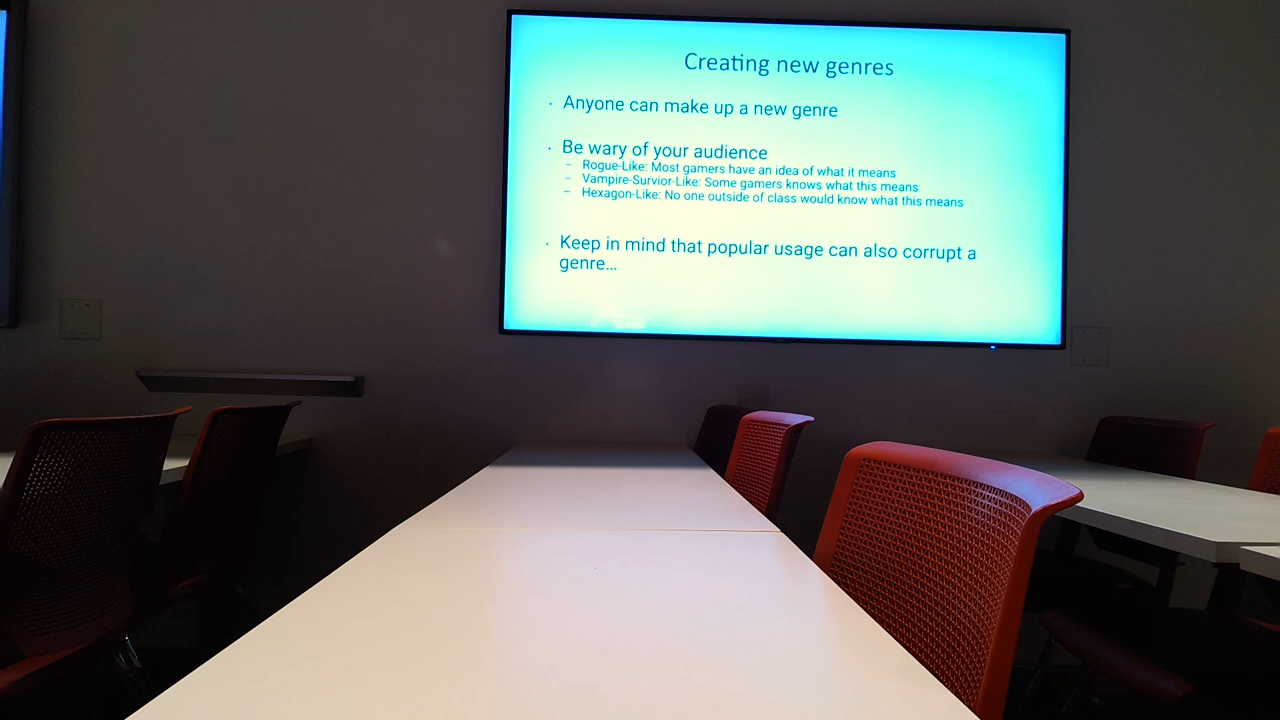 Creating new genres
· Anyone can make up a new genre
· Be wary of your audience
– Rogue-Like: Most gamers have an idea of what it means
– Vampire-Survior-Like: Some gamers knows what this means
– Hexagon-Like: No one outside of class would know what this means
· Keep in mind that popular usage can also corrupt a
genre...